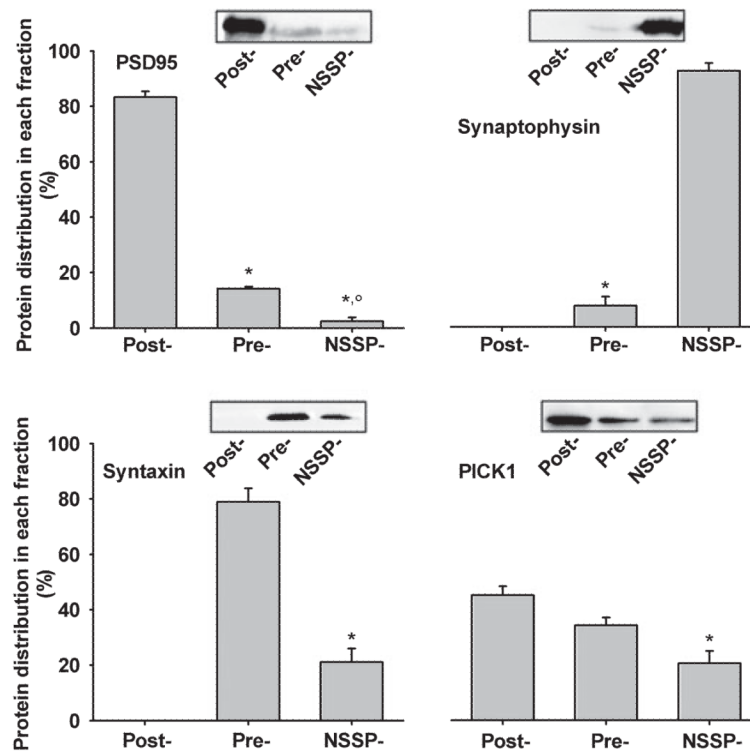 Protein distribution in each fraction
(%)
PSD95
Post-
Pre-
NSSP-
100
80
60
40
20
0
*
*,o
Post-
Pre-
NSSP-
Synaptophysin
Post-
Pre-
NSSP-
*
Post-
Pre-
NSSP-
Protein distribution in each fraction
(%)
Syntaxin
Post-
Pre-
NSSP-
100
80
60
40
20
0
*
Post-
Pre-
NSSP-
PICK1
Post-
Pre-
NSSP-
*
Post-
Pre-
NSSP-